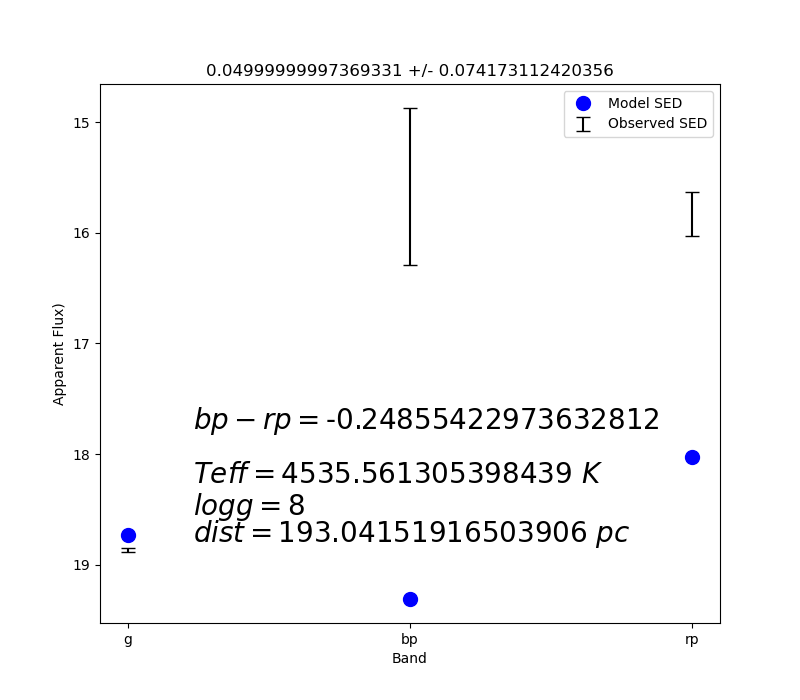 0.04999999997369331 +/- 0.074173112420356
Model SED
Observed SED
15
16
17
18
19
Apparent Flux)
bp − rp = -0.24855422973632812
Teff = 4535.561305398439 K
logg = 8
dist = 193.04151916503906 pc
g
bp
rp
Band